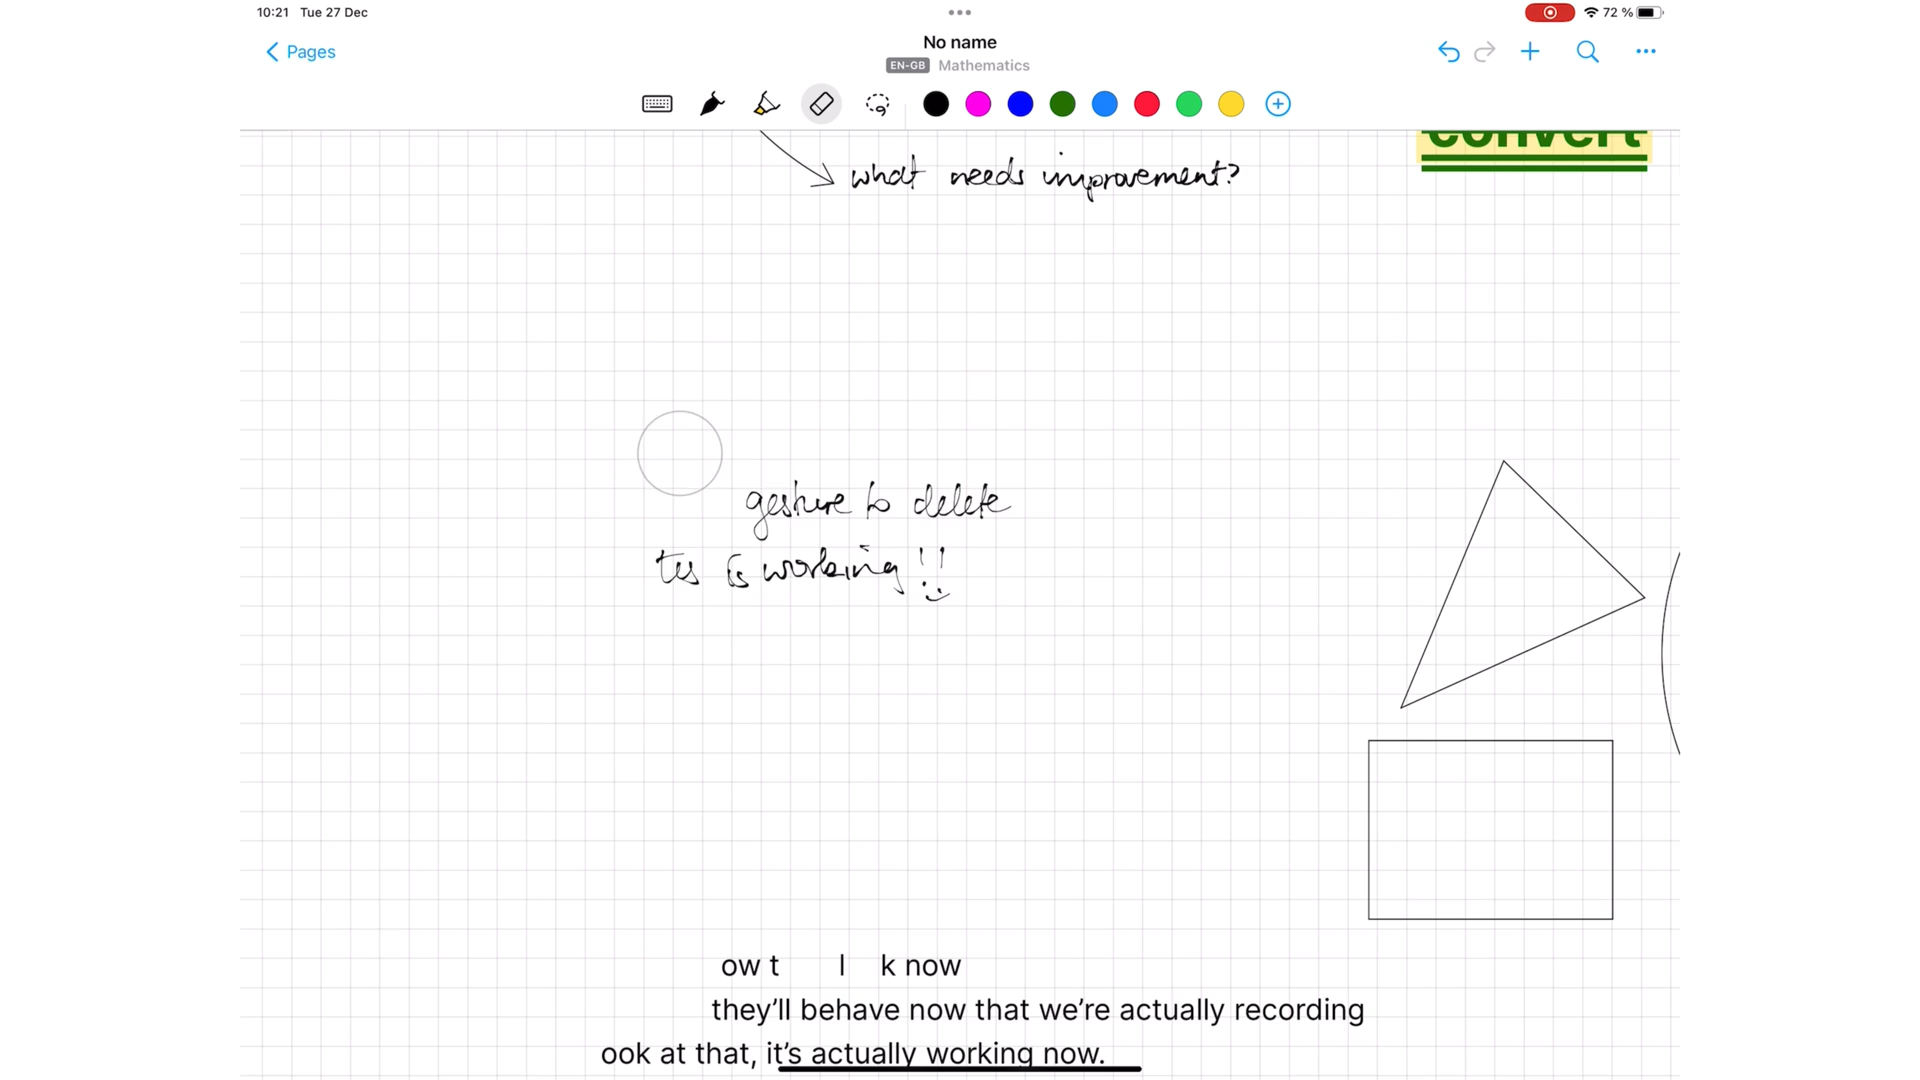 10:21 Tue 27 Dec
72 %
Pages
No name
EN-GB Mathematics
convert
what needs improvement?
gesture to delete
is working!!
ow t l k now
they'll behave now that we're actually recording
ook at that, it's actually working now.